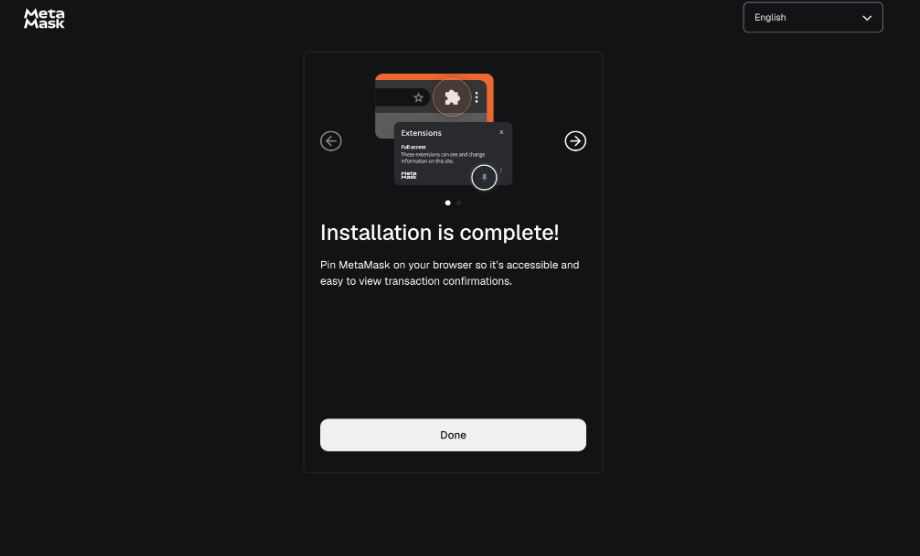 Meta
Mask
English
Extensions
Full access
These extensions can see and change
information on this site.
Meta
Mask
Installation is complete!
Pin MetaMask on your browser so it's accessible and
easy to view transaction confirmations.
Done